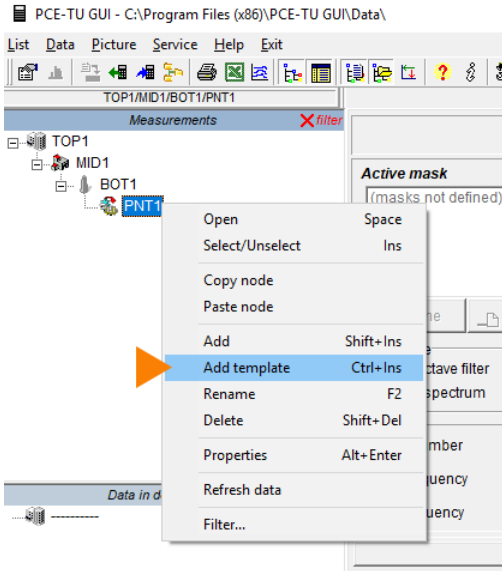 PCE-TU GUI - C:\Program Files (x86)\PCE-TU GUI\Data\
List Data Picture Service Help Exit
TOP1/MID1/BOT1/PNT1
Measurements filter
TOP1
MID1
BOT1
PNT1
Active mask
(masks not defined)
Open Space
Select/Unselect Ins
Copy node
Paste node
Add Shift+Ins
Add template Ctrl+Ins
Rename F2
Delete Shift+Del
Properties Alt+Enter
Refresh data
Filter...
ctave filter
spectrum
mber
quency
uency
Data in d
----------